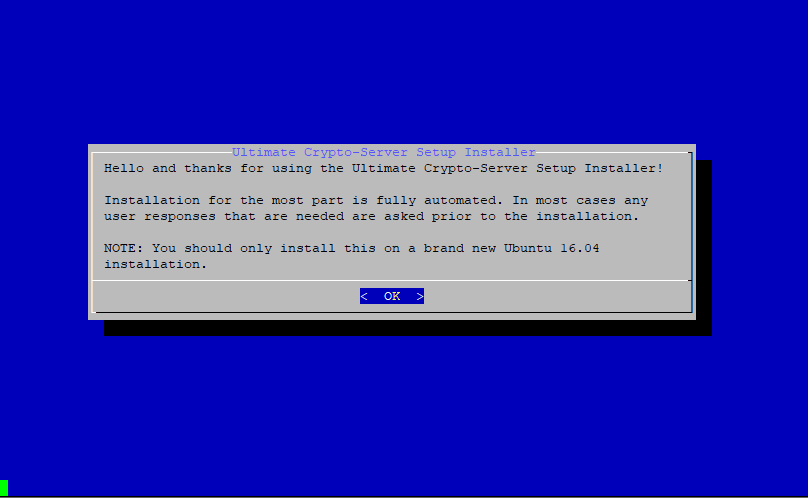 Ultimate Crypto-Server Setup Installer
Hello and thanks for using the Ultimate Crypto-Server Setup Installer!
Installation for the most part is fully automated. In most cases any
user responses that are needed are asked prior to the installation.
NOTE: You should only install this on a brand new Ubuntu 16.04
installation.
< OK >